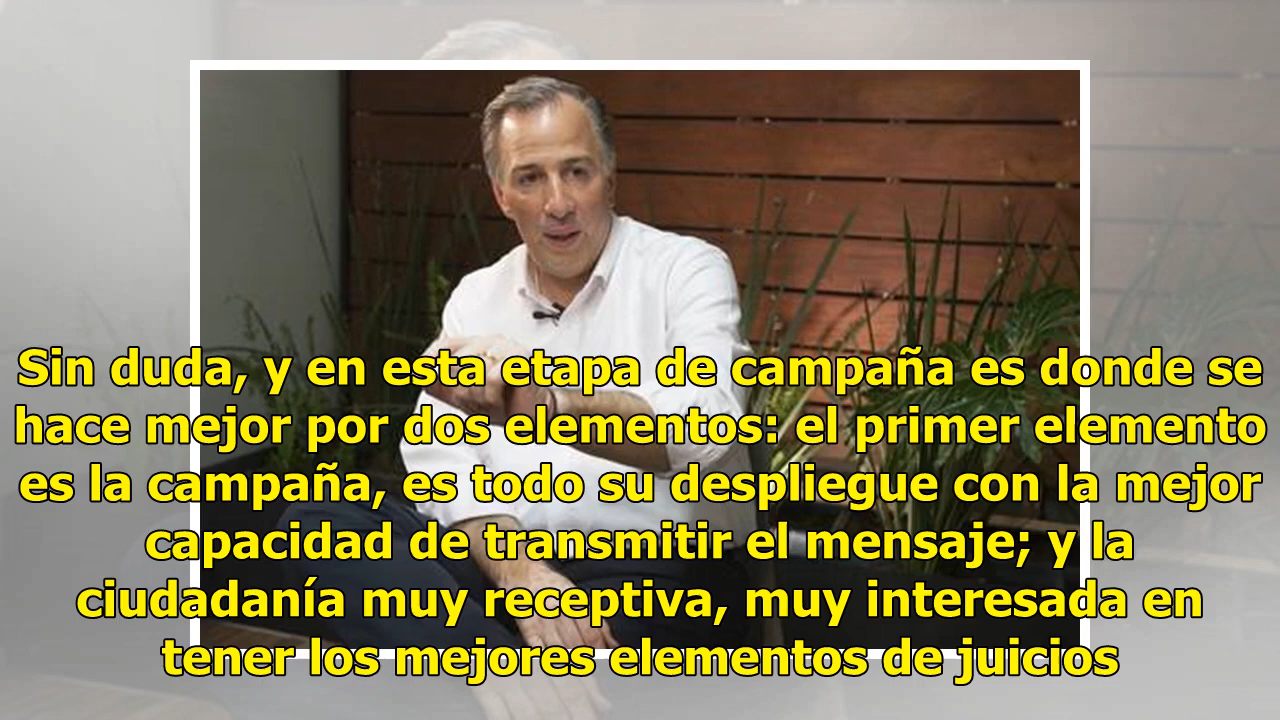 Sin duda, y en esta etapa de campaña es donde se
hace mejor por dos elementos: el primer elemento
es la campaña, es todo su despliegue con la mejor
capacidad de transmitir el mensaje; y la
ciudadanía muy receptiva, muy interesada en
tener los mejores elementos de juicios